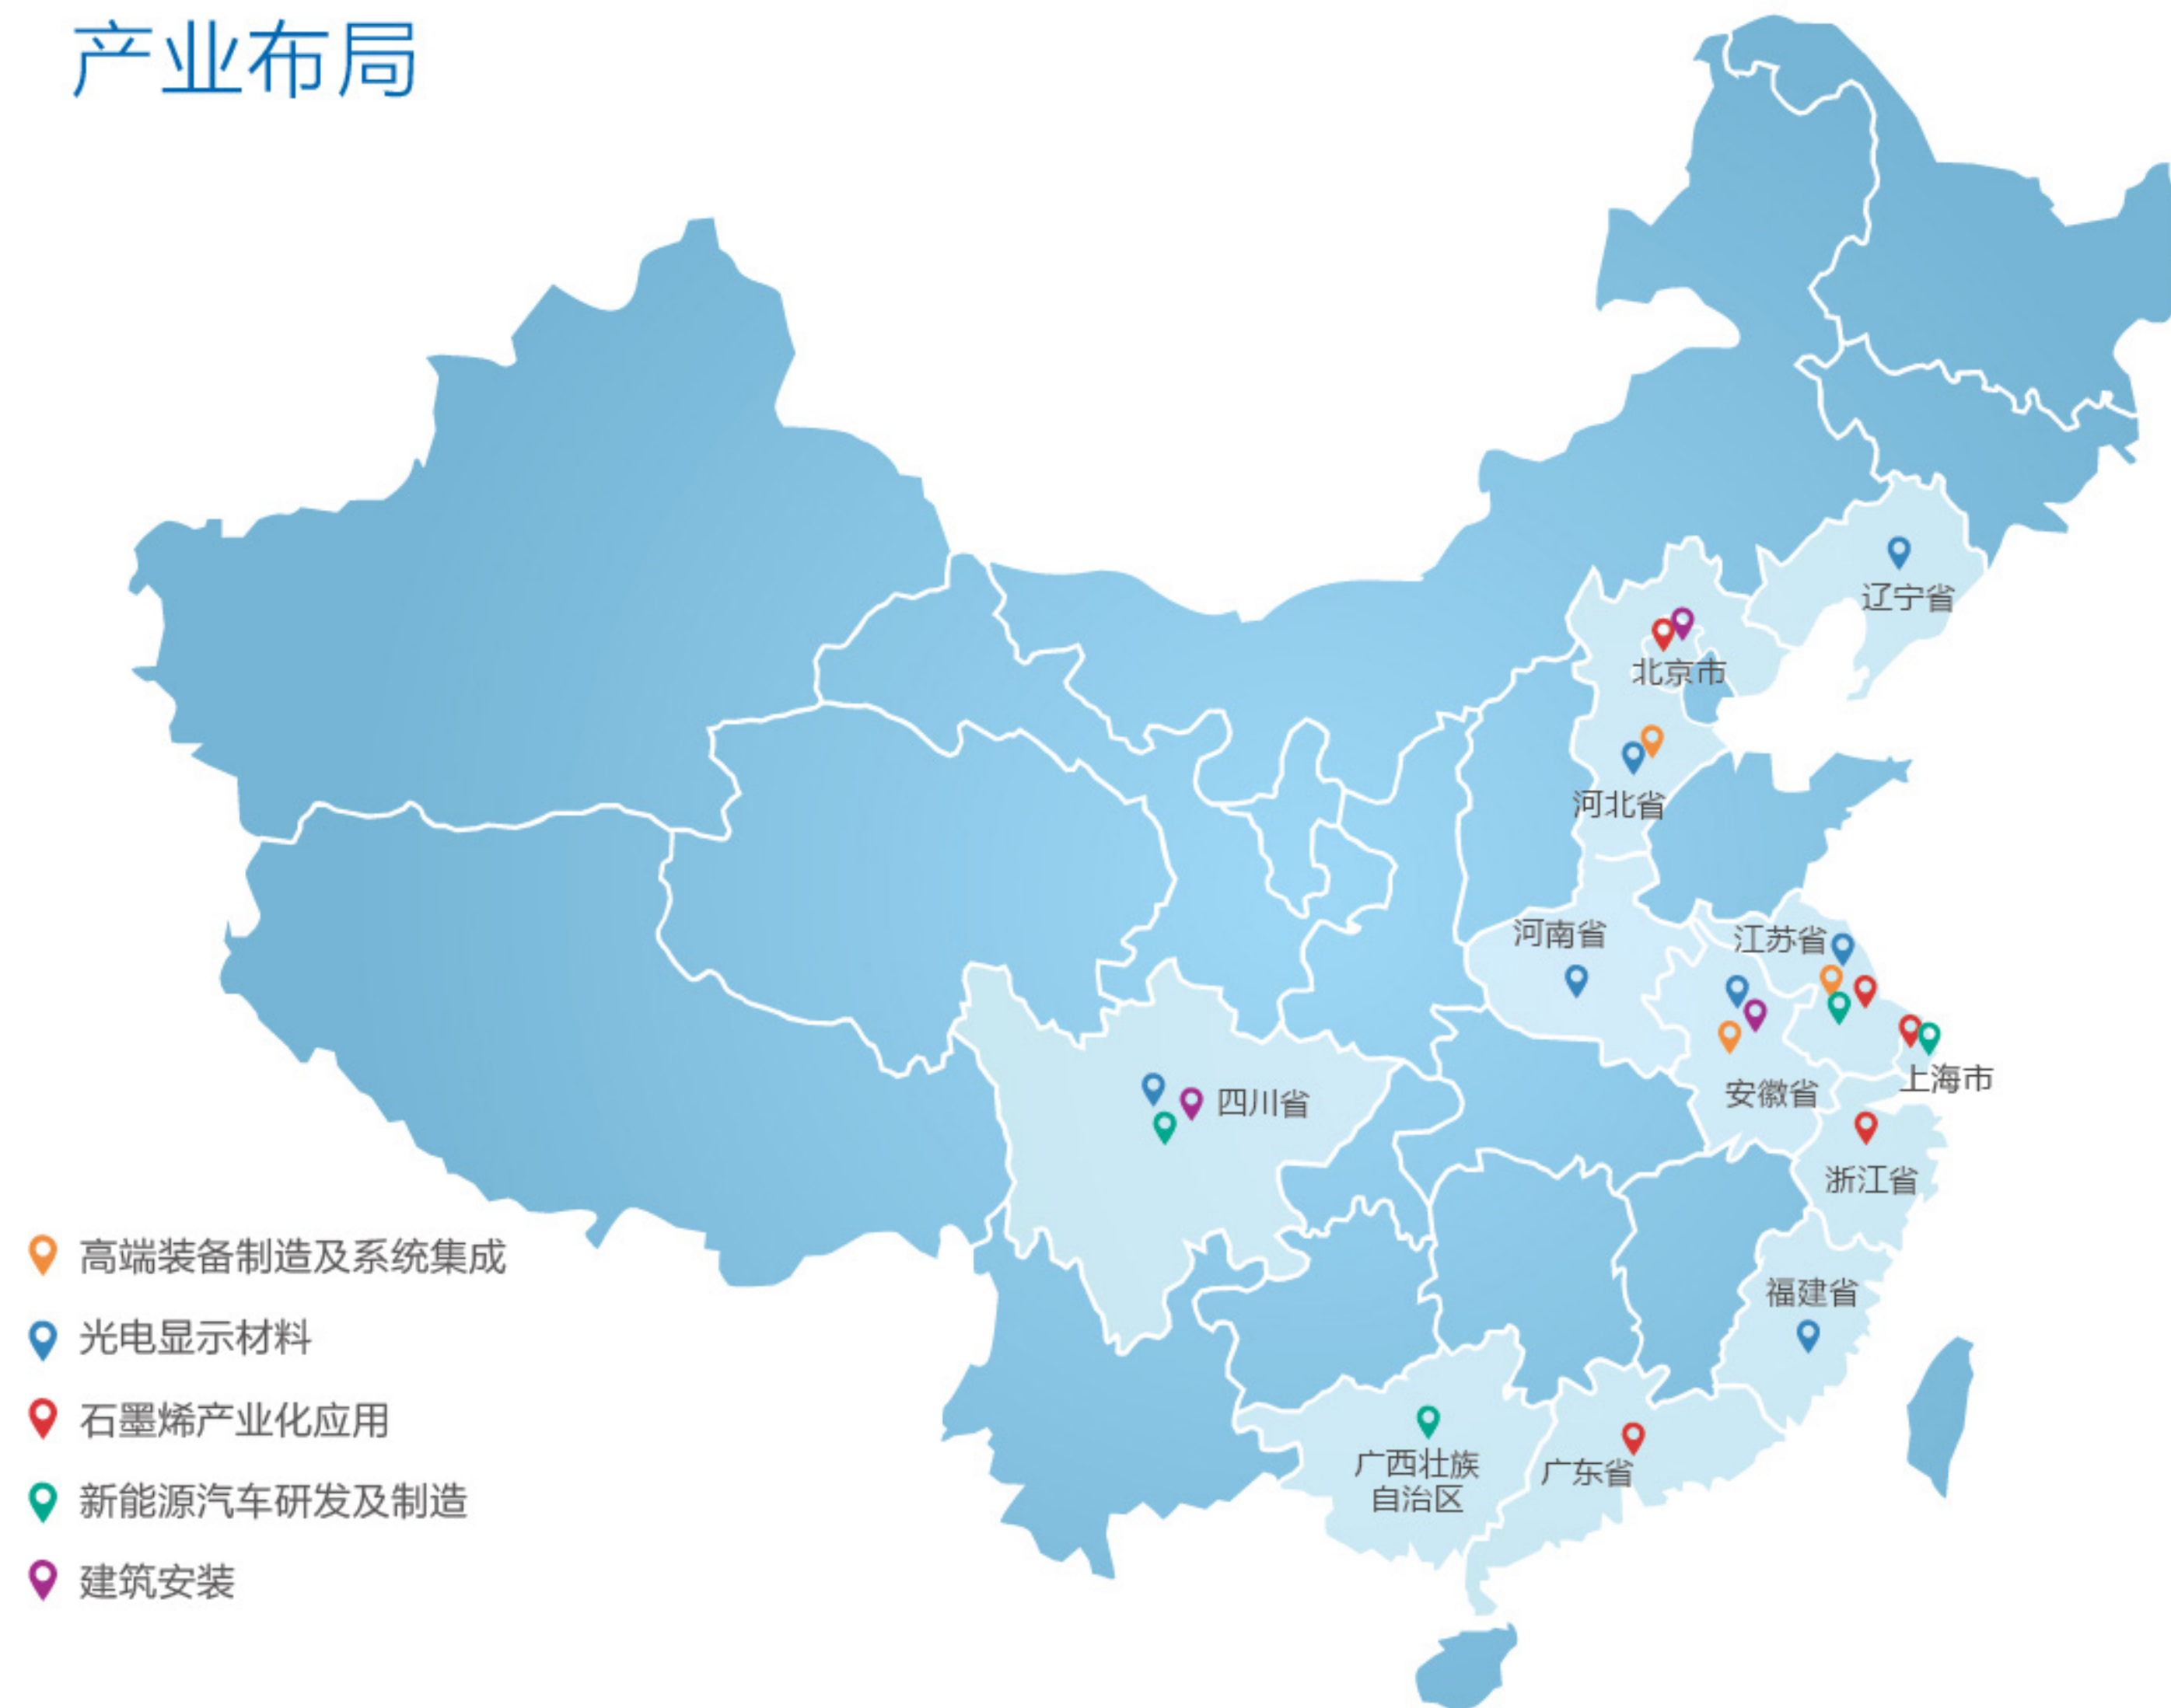 产业布局
辽宁省
北京市
河北省
河南省
江苏省
上海市
安徽省
四川省
浙江省
福建省
广西壮族
自治区
广东省
高端装备制造及系统集成
光电显示材料
石墨烯产业化应用
新能源汽车研发及制造
建筑安装